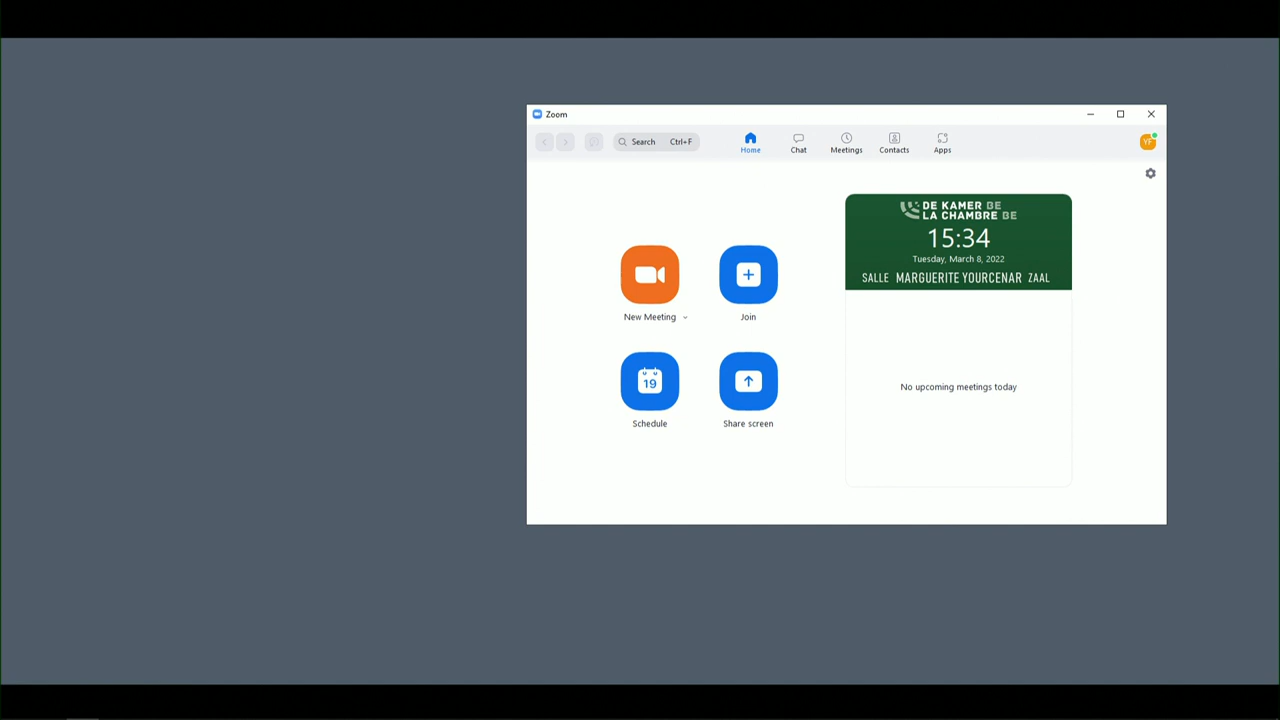 Zoom
Search Ctrl+F
Home
Chat
Meetings
Contacts
Apps
YF
DE KAMER BE
LA CHAMBRE BE
15:34
Tuesday, March 8, 2022
SALLE MARGUERITE YOURCENAR ZAAL
New Meeting
Join
19
Schedule
Share screen
No upcoming meetings today